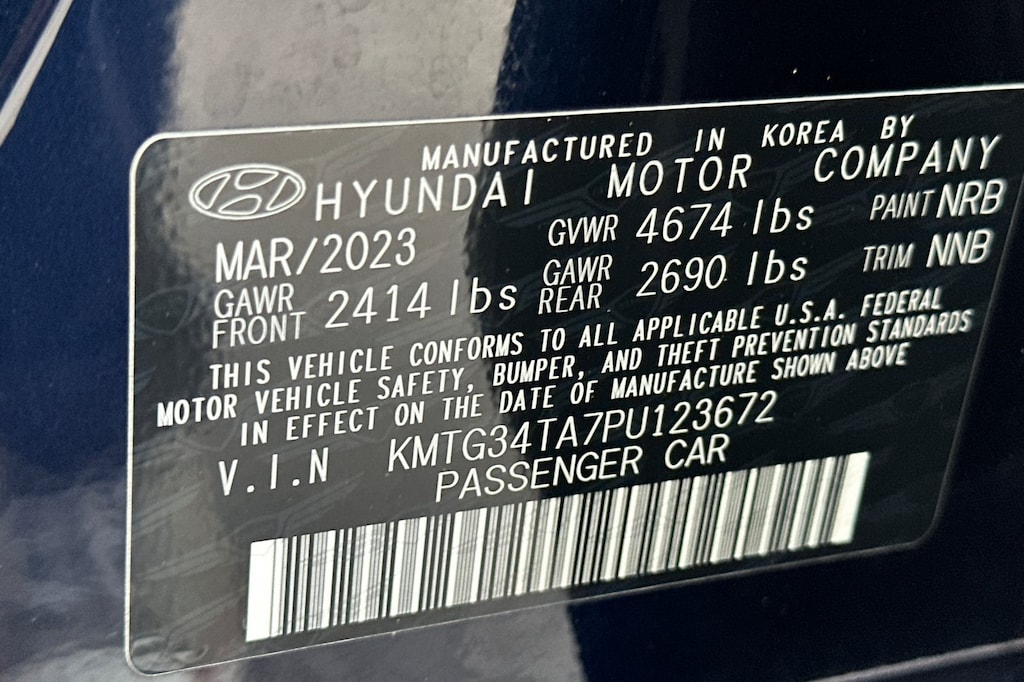 MANUFACTURED IN KOREA BY
HYUNDAI MOTOR COMPANY
MAR/2023 GVWR 4674 lbs PAINT NRB
GAWR FRONT 2414 lbs GAWR REAR 2690 lbs TRIM NNB
THIS VEHICLE CONFORMS TO ALL APPLICABLE U.S.A. FEDERAL
MOTOR VEHICLE SAFETY, BUMPER, AND THEFT PREVENTION STANDARDS
IN EFFECT ON THE DATE OF MANUFACTURE SHOWN ABOVE
V.I.N KMTG34TA7PU123672
PASSENGER CAR